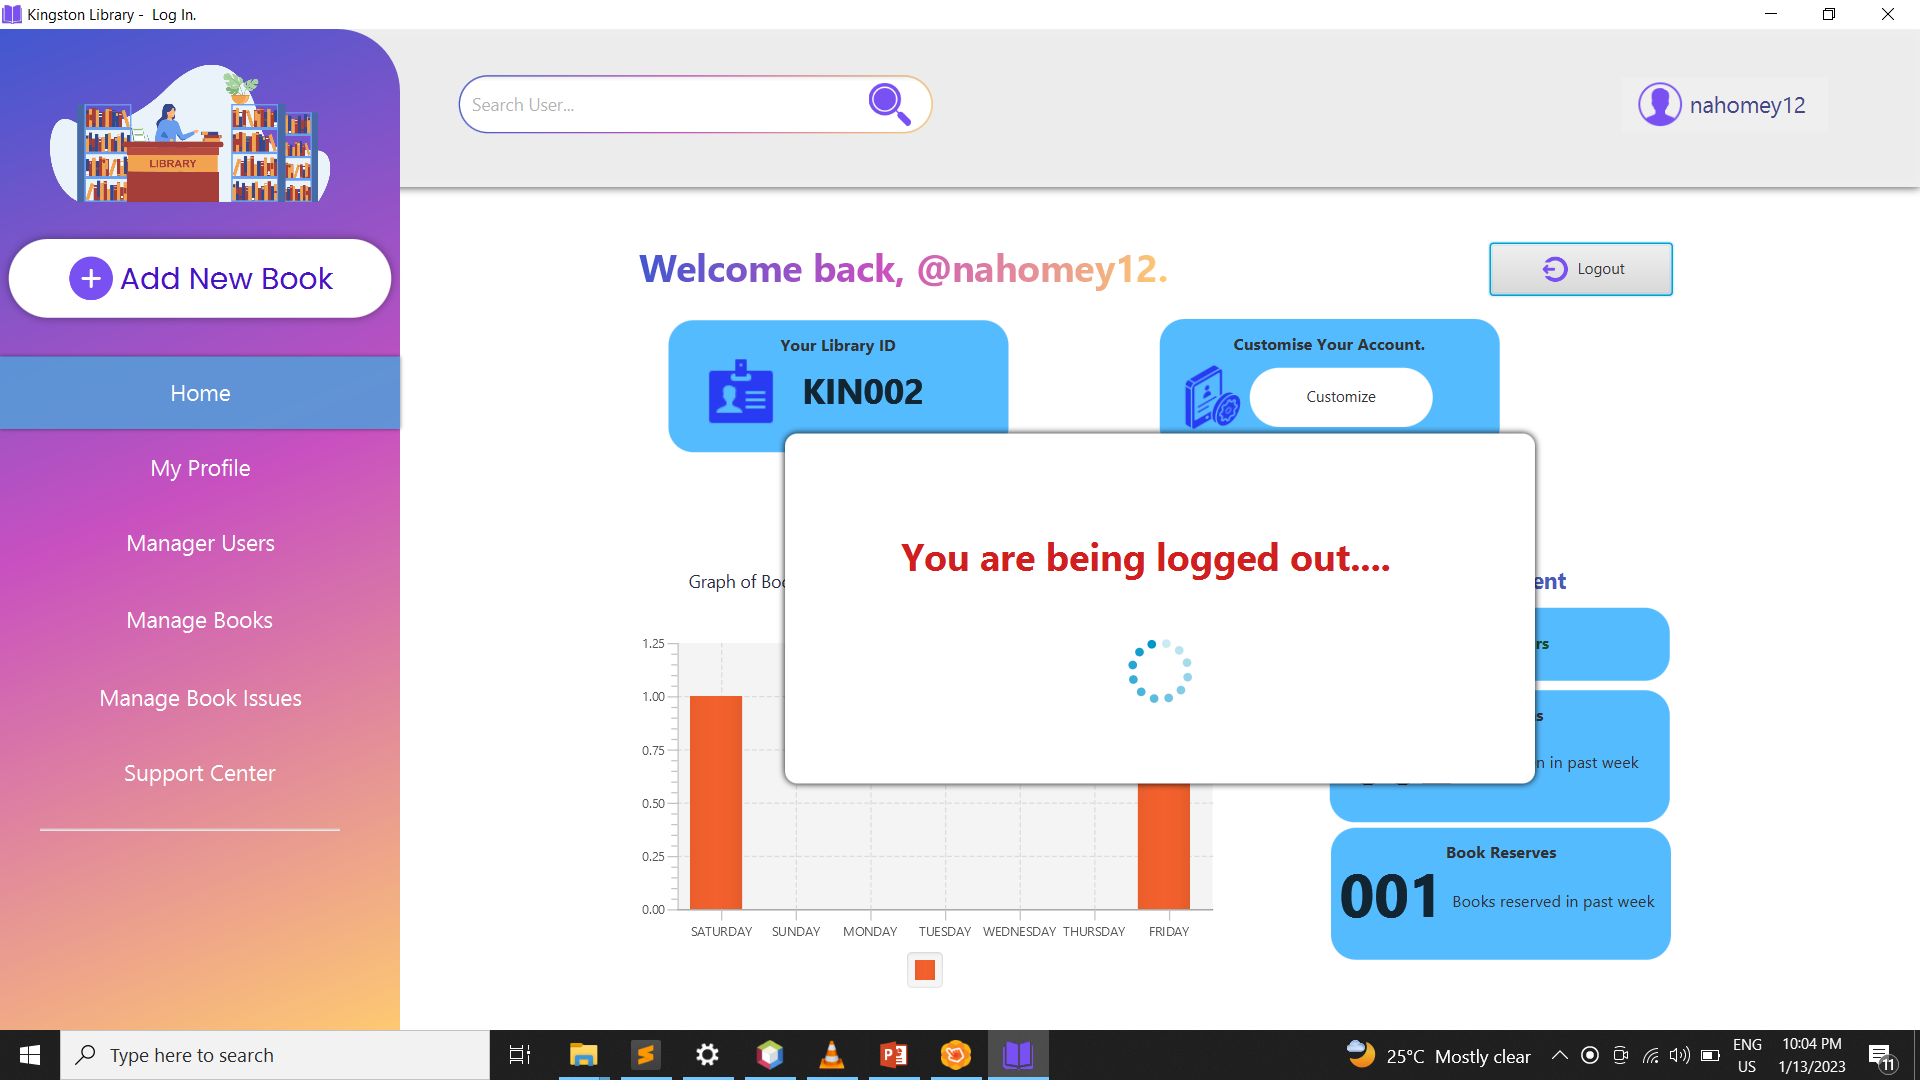 Kingston Library -  Log In.
Search User...
nahomey12
LIBRARY
Add New Book
Home
My Profile
Manager Users
Manage Books
Manage Book Issues
Support Center
Welcome back, @nahomey12.
Logout
Your Library ID
KIN002
Customise Your Account.
Customize
You are being logged out....
Graph of
1.25
1.00
0.75
0.50
0.25
0.00
SATURDAY SUNDAY MONDAY TUESDAY WEDNESDAY THURSDAY FRIDAY
in past week
Book Reserves
001 Books reserved in past week
Type here to search
25°C Mostly clear
ENG
US
10:04 PM
1/13/2023
11